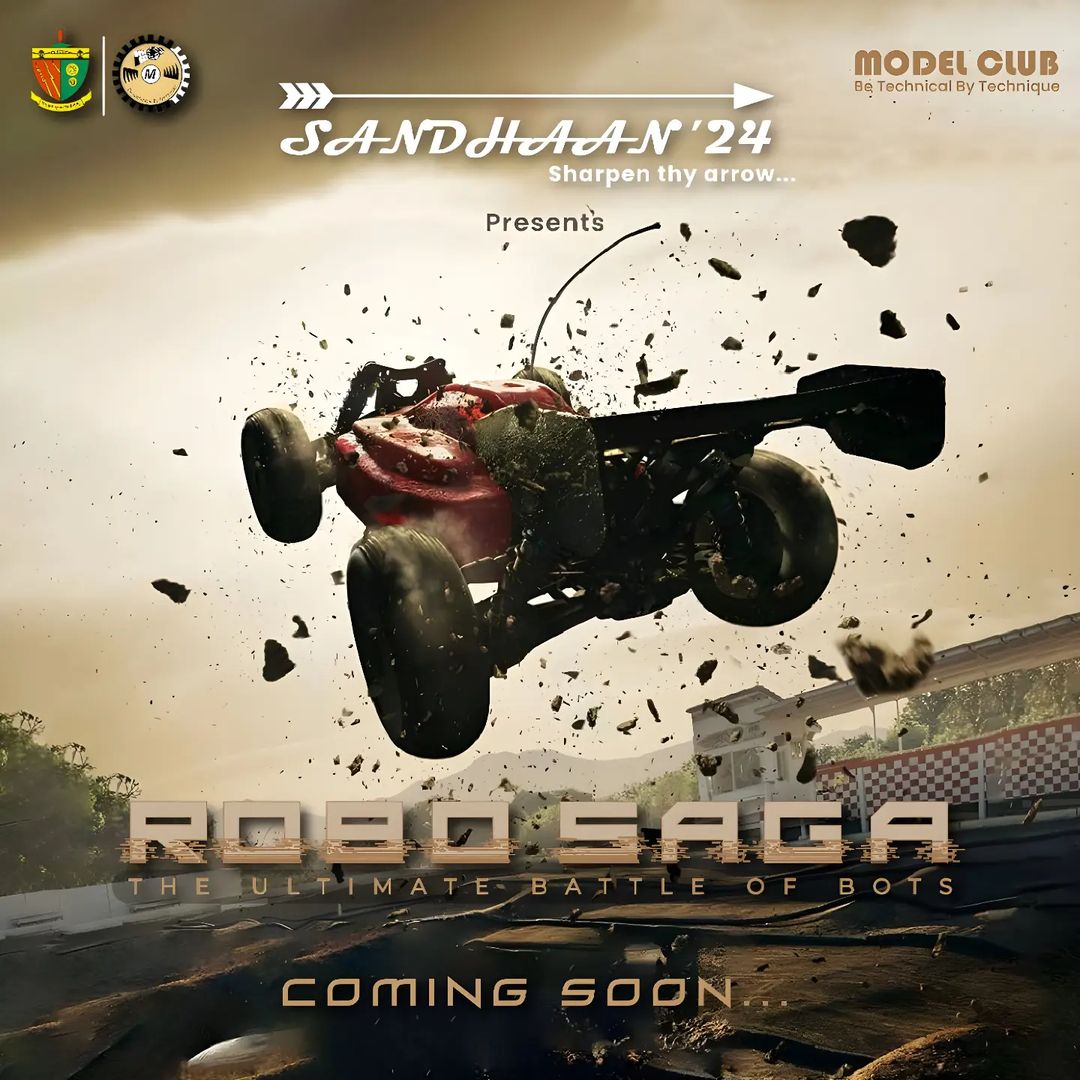 MODEL CLUB
Be Technical By Technique
SANDHAAN '24
Sharpen thy arrow...
Presents
M
ROBO SAGA
THE ULTIMATE BATTLE OF BOTS
COMING SOON...